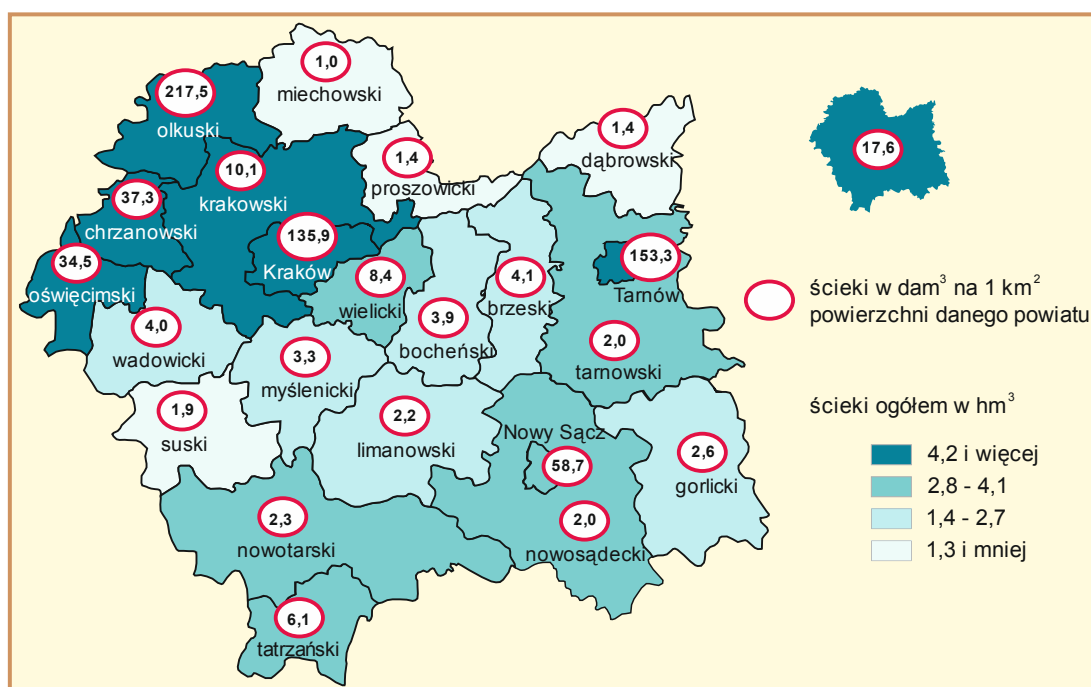 1,0
miechowski
217,5
olkuski
1,4
dąbrowski
17,6
1,4
proszowicki
10,1
krakowski
37,3
chrzanowski
135,9
Kraków
153,3
Tarnów
34,5
oświęcimski
8,4
wielicki
4,1
brzeski
ścieki w dam³ na 1 km²
powierzchni danego powiatu
4,0
wadowicki
3,9
bocheński
3,3
myślenicki
2,0
tarnowski
1,9
suski
2,2
limanowski
ścieki ogółem w hm³
Nowy Sącz
58,7
2,6
gorlicki
4,2 i więcej
2,8 - 4,1
1,4 - 2,7
1,3 i mniej
2,3
nowotarski
2,0
nowosądecki
6,1
tatrzański